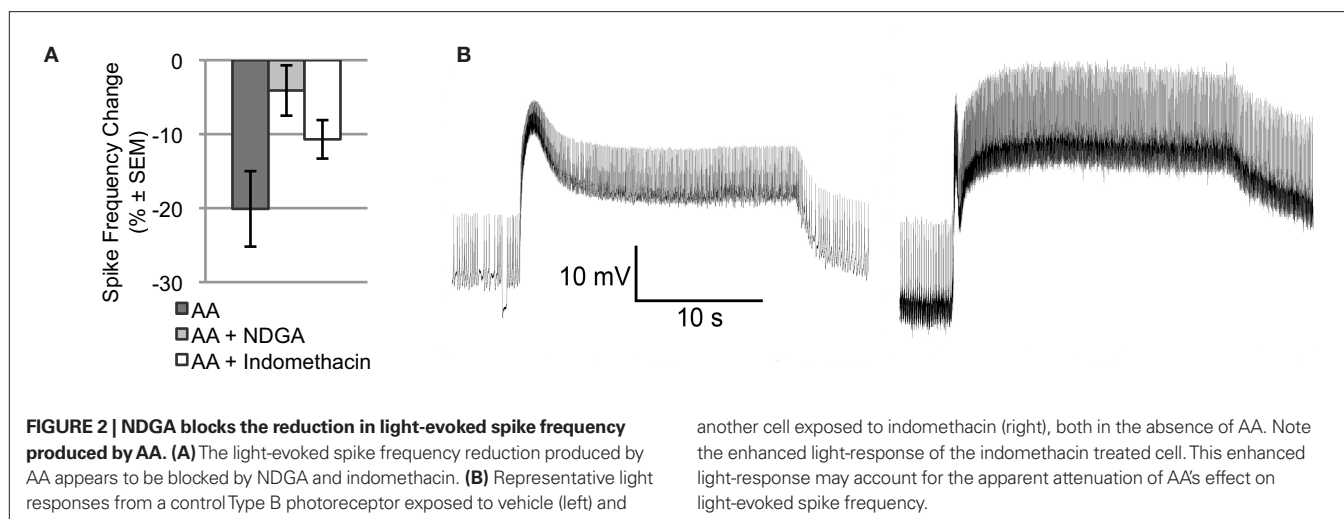 A
B
Spike Frequency Change
(% ± SEM)
0
-10
-20
-30
AA
AA + NDGA
AA + Indomethacin
10 mV
10 s
FIGURE 2 | NDGA blocks the reduction in light-evoked spike frequency
produced by AA. (A) The light-evoked spike frequency reduction produced by
AA appears to be blocked by NDGA and indomethacin. (B) Representative light
responses from a control Type B photoreceptor exposed to vehicle (left) and
another cell exposed to indomethacin (right), both in the absence of AA. Note
the enhanced light-response of the indomethacin treated cell. This enhanced
light-response may account for the apparent attenuation of AA's effect on
light-evoked spike frequency.